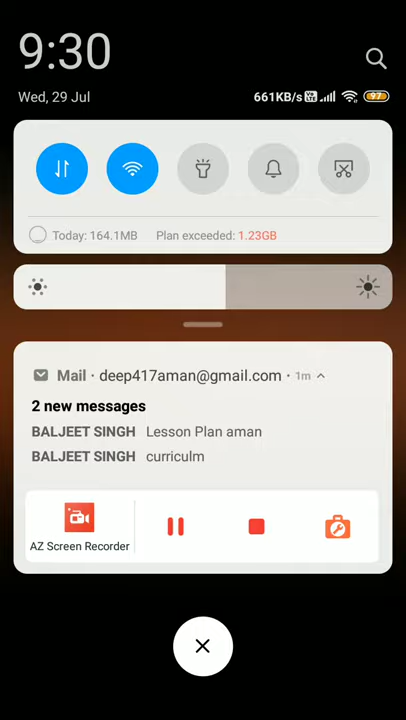 9:30
Wed, 29 Jul
661KB/s 97
Today: 164.1MB Plan exceeded: 1.23GB
Mail · deep417aman@gmail.com · 1m
2 new messages
BALJEET SINGH Lesson Plan aman
BALJEET SINGH curriculm
AZ Screen Recorder